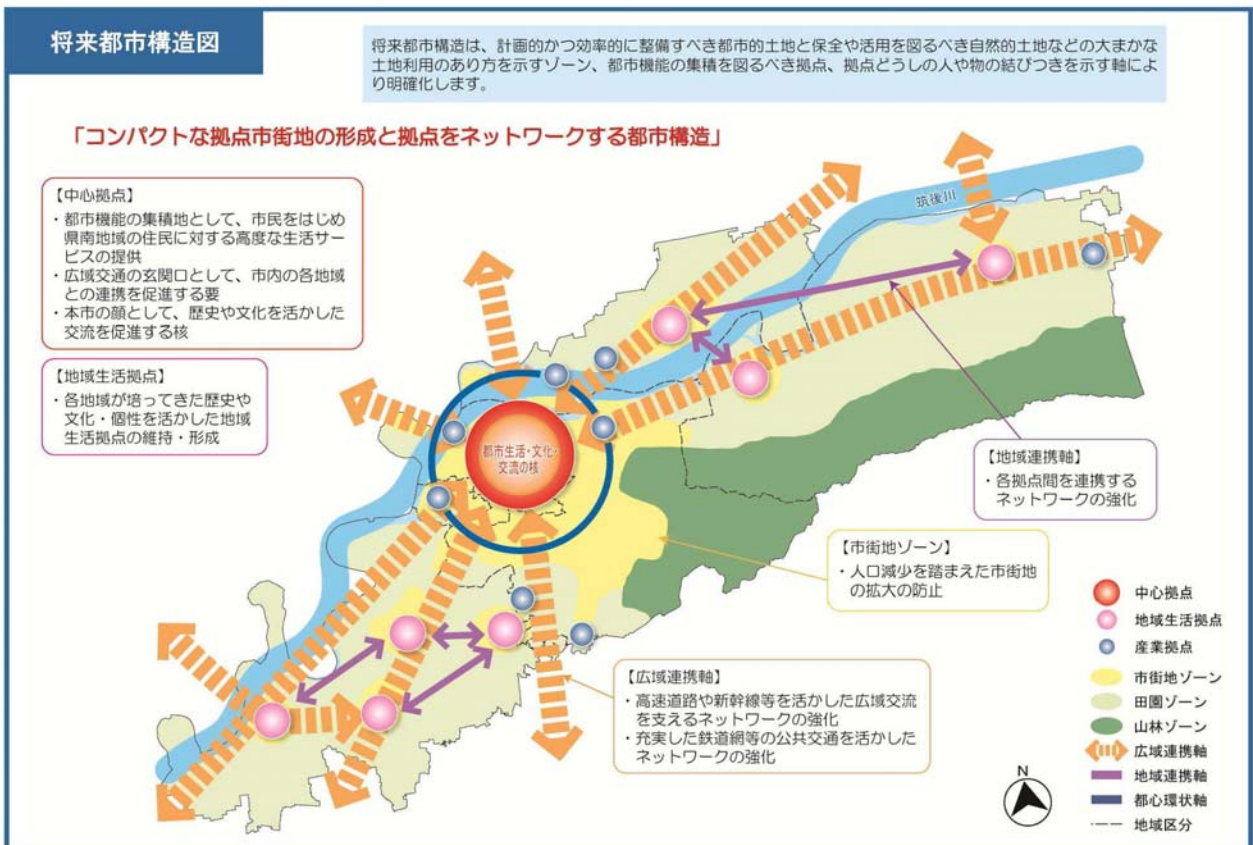 将来都市構造図
将来都市構造は、計画的かつ効率的に整備すべき都市的土地と保全や活用を図るべき自然的土地などの大まかな
土地利用のあり方を示すゾーン、都市機能の集積を図るべき拠点、拠点どうしの人や物の結びつきを示す軸によ
り明確化します。
「コンパクトな拠点市街地の形成と拠点をネットワークする都市構造」
【中心拠点】
・都市機能の集積地として、市民をはじめ
県南地域の住民に対する高度な生活サー
ビスの提供
・広域交通の玄関口として、市内の各地域
との連携を促進する要
・本市の顔として、歴史や文化を活かした
交流を促進する核
【地域生活拠点】
・各地域が培ってきた歴史や
文化・個性を活かした地域
生活拠点の維持・形成
筑後川
都市生活・文化・
交流の核
【地域連携軸】
・各拠点間を連携する
ネットワークの強化
【市街地ゾーン】
・人口減少を踏まえた市街地
の拡大の防止
【広域連携軸】
・高速道路や新幹線等を活かした広域交流
を支えるネットワークの強化
・充実した鉄道網等の公共交通を活かした
ネットワークの強化
N
中心拠点
地域生活拠点
産業拠点
市街地ゾーン
田園ゾーン
山林ゾーン
広域連携軸
地域連携軸
都心環状軸
地域区分